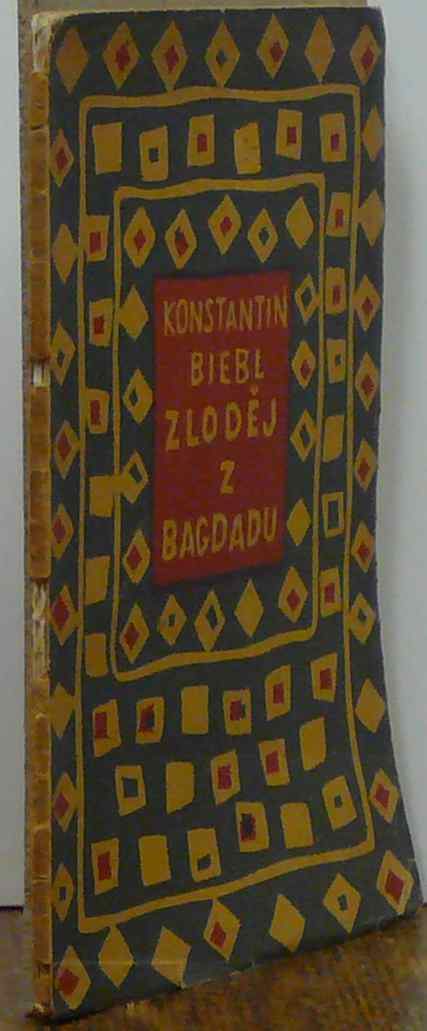 KONSTANTIN
BIEBL
ZLODĚJ
Z
BAGDADU